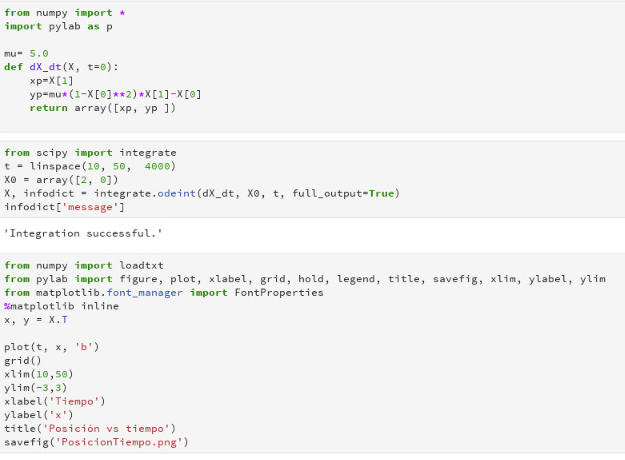 from numpy import *
import pylab as p
mu= 5.0
def dX_dt(X, t=0):
    xp=X[1]
    yp=mu*(1-X[0]**2)*X[1]-X[0]
    return array([xp, yp ])
from scipy import integrate
t = linspace(10, 50,  4000)
X0 = array([2, 0])
X, infodict = integrate.odeint(dX_dt, X0, t, full_output=True)
infodict['message']
'Integration successful.'
from numpy import loadtxt
from pylab import figure, plot, xlabel, grid, hold, legend, title, savefig, xlim, ylabel, ylim
from matplotlib.font_manager import FontProperties
%matplotlib inline
x, y = X.T
plot(t, x, 'b')
grid()
xlim(10,50)
ylim(-3,3)
xlabel('Tiempo')
ylabel('x')
title('Posición vs tiempo')
savefig('PosicionTiempo.png')